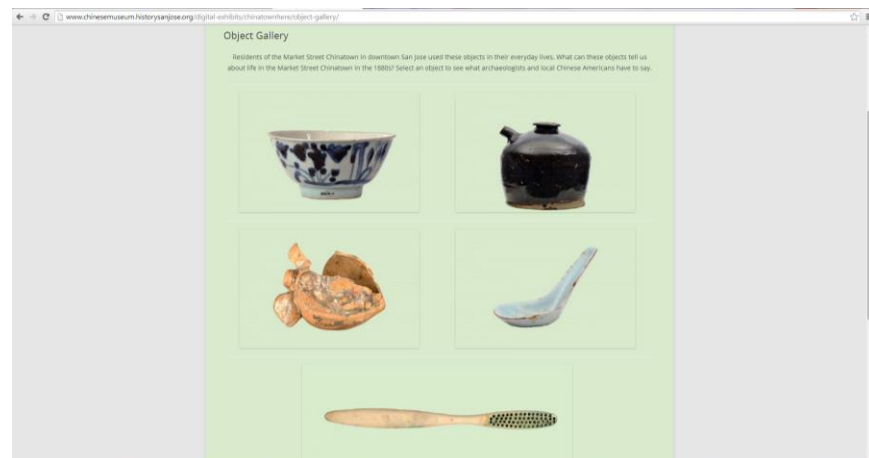 www.chinesemuseum.historysanjose.org/digital-exhibits/chinatownhere/object-gallery/
Object Gallery
Residents of the Market Street Chinatown in downtown San Jose used these objects in their everyday lives. What can these objects tell us
about life in the Market Street Chinatown in the 1880s? Select an object to see what archaeologists and local Chinese Americans have to say.